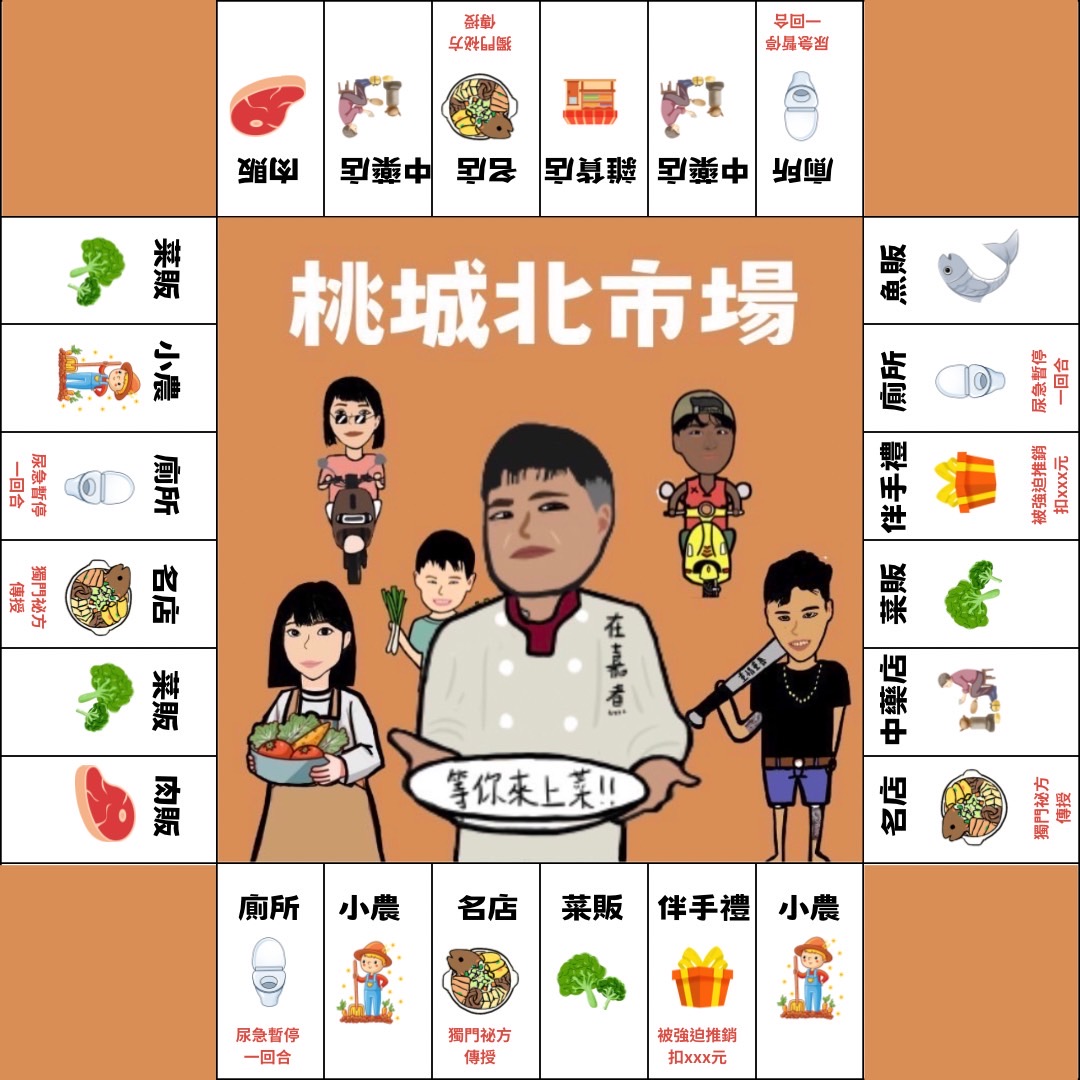 肉販
中藥店
獨門祕方
傳授
名店
雜貨店
中藥店
尿急暫停
一回合
廁所
菜販
小農
廁所
尿急暫停
一回合
名店
獨門祕方
傳授
菜販
肉販
桃城北市場
在嘉者
等你來上菜!!
魚販
廁所
尿急暫停
一回合
伴手禮
被強迫推銷
扣xxx元
菜販
中藥店
名店
獨門祕方
傳授
廁所
尿急暫停
一回合
小農
名店
獨門祕方
傳授
菜販
伴手禮
被強迫推銷
扣xxx元
小農